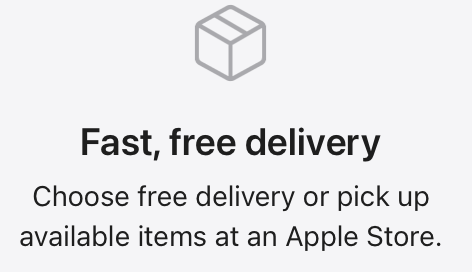 Fast, free delivery
Choose free delivery or pick up
available items at an Apple Store.